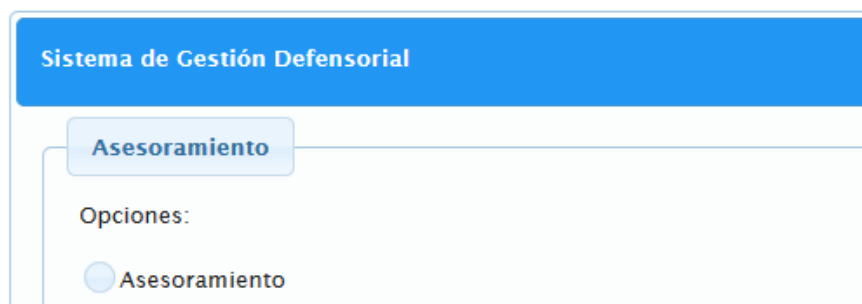 Sistema de Gestión Defensorial
Asesoramiento
Opciones:
Asesoramiento